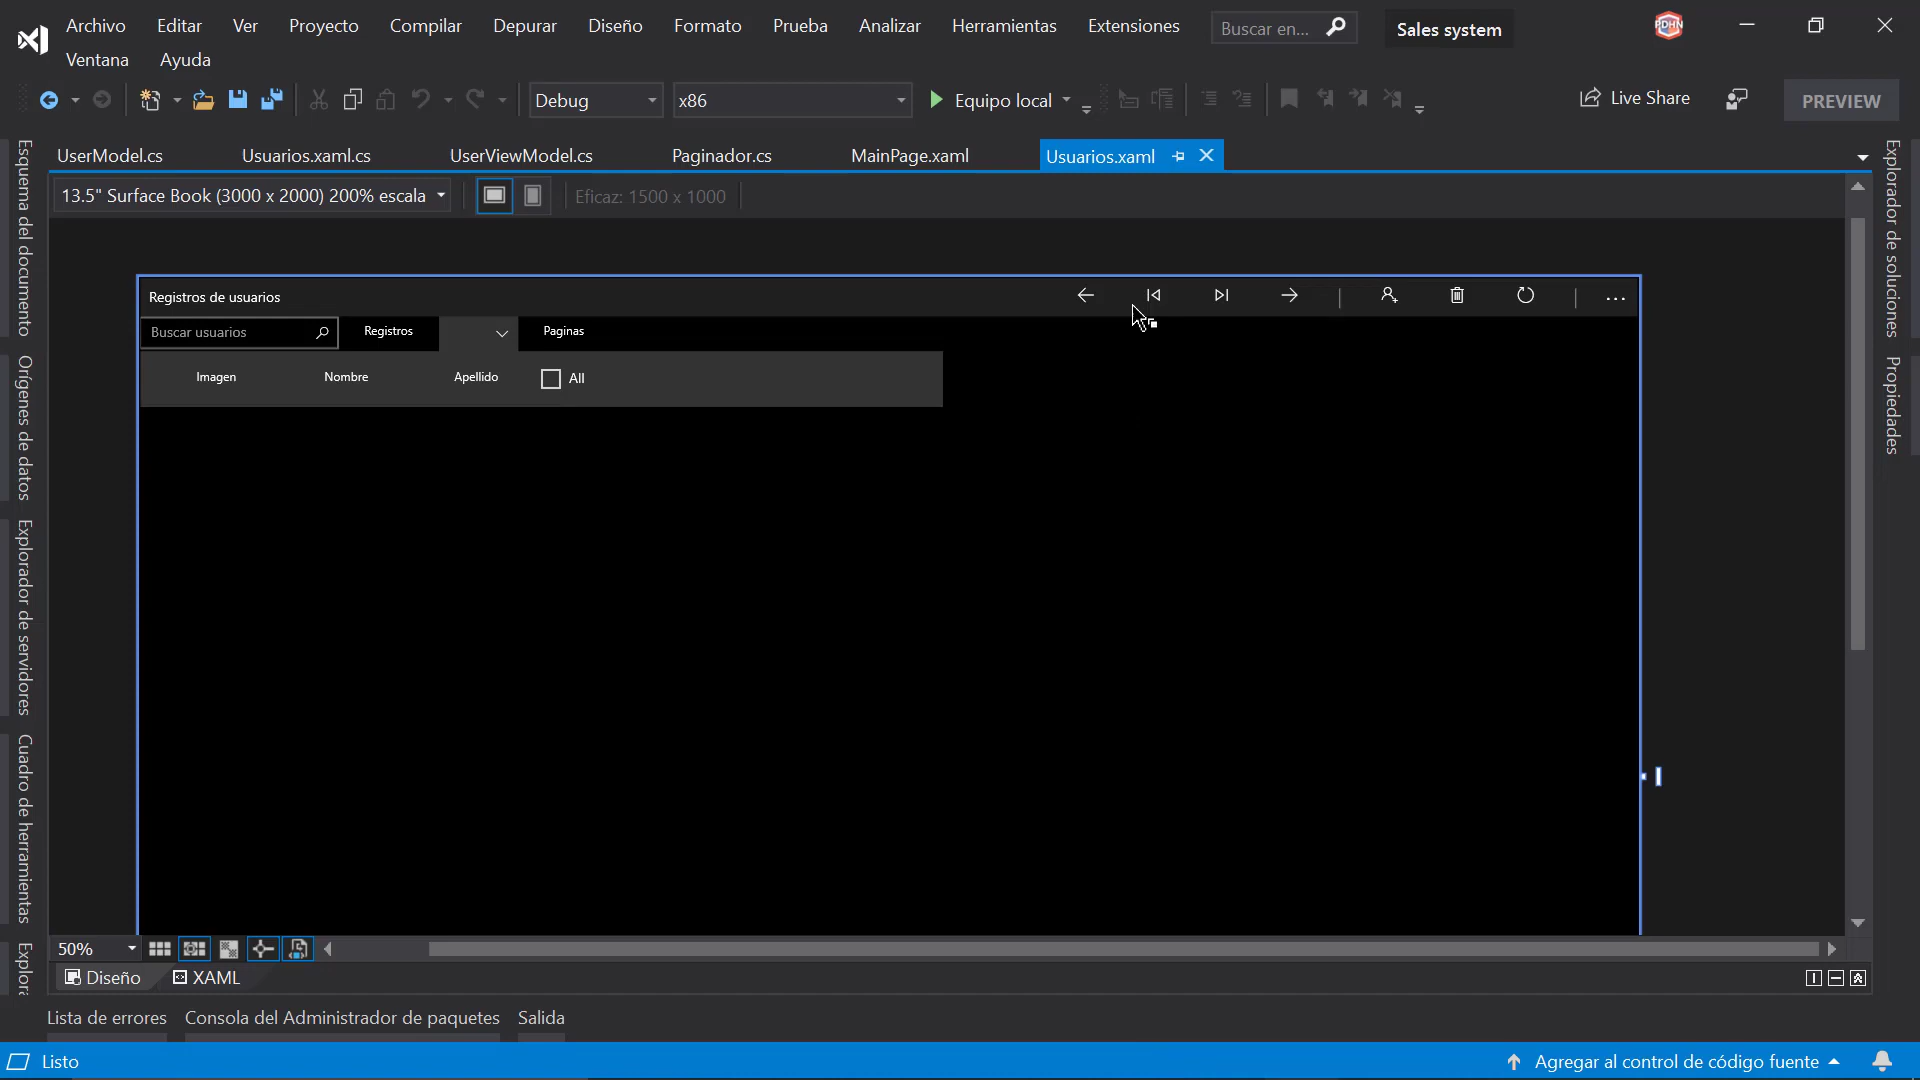 Archivo Editar Ver Proyecto Compilar Depurar Diseño Formato Prueba Analizar Herramientas Extensiones Buscar en... Sales system PDHN
Ventana Ayuda
Debug x86 Equipo local Live Share PREVIEW
UserModel.cs Usuarios.xaml.cs UserViewModel.cs Paginador.cs MainPage.xaml Usuarios.xaml
13.5" Surface Book (3000 x 2000) 200% escala Eficaz: 1500 x 1000
Esquema del documento
Orígenes de datos
Explorador de servidores
Cuadro de herramientas
Explora
Registros de usuarios
Buscar usuarios Registros Paginas
Imagen Nombre Apellido All
Explorador de soluciones
Propiedades
50%
Diseño XAML
Lista de errores Consola del Administrador de paquetes Salida
Listo Agregar al control de código fuente